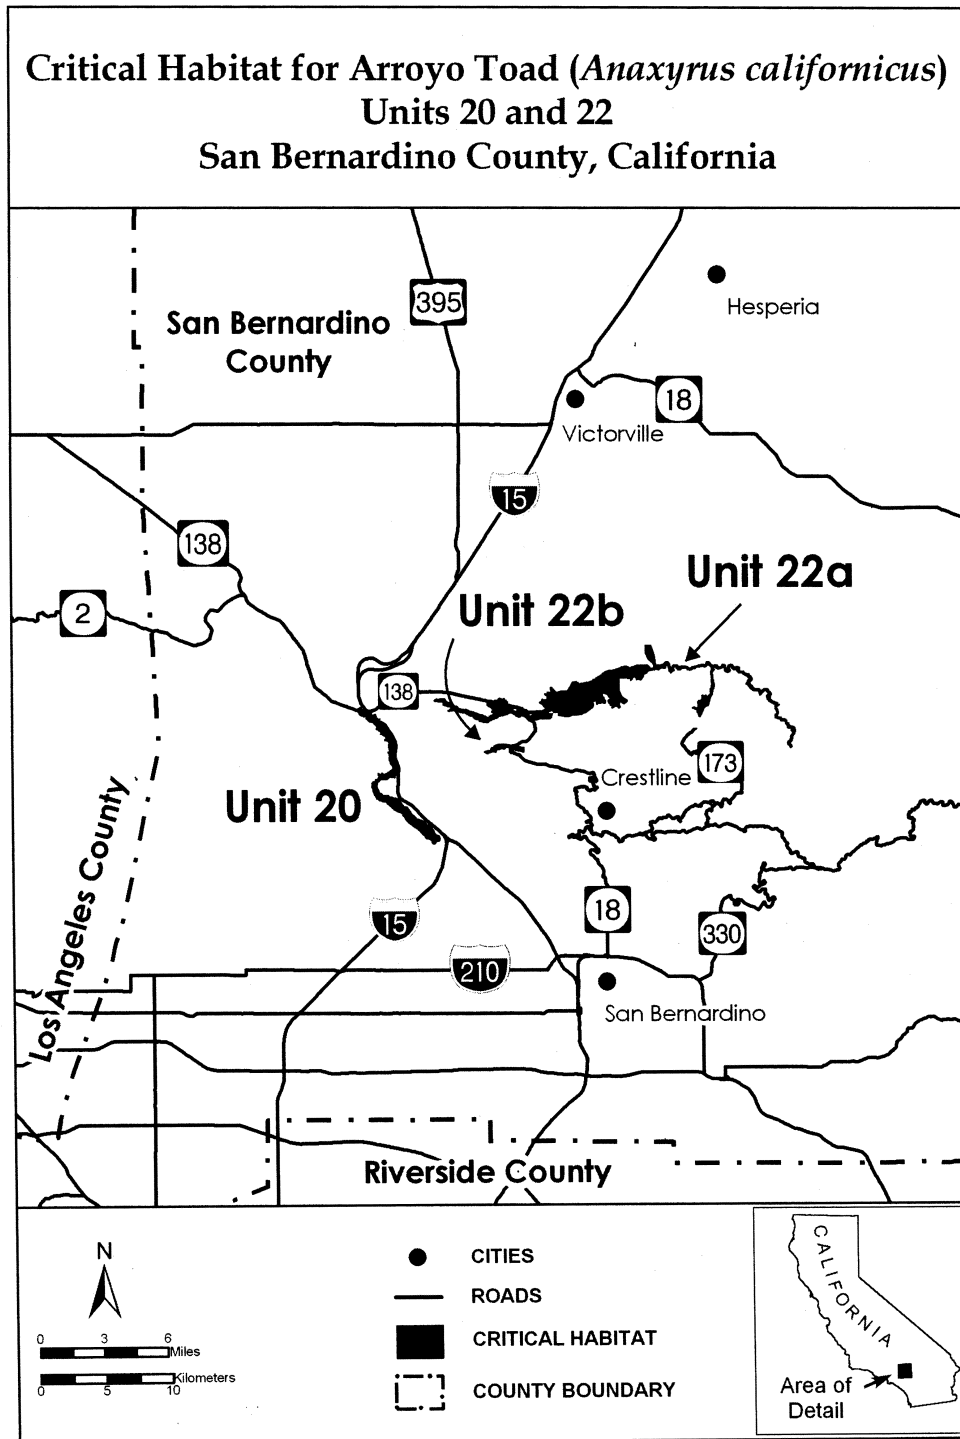 Critical Habitat for Arroyo Toad (Anaxyrus californicus)
Units 20 and 22
San Bernardino County, California
395
Hesperia
San Bernardino
County
18
Victorville
15
138
Unit 22a
2
Unit 22b
138
173
Crestline
Unit 20
Los Angeles County
18
15
330
210
San Bernardino
Riverside County
N
0 3 6
Miles
Kilometers
0 5 10
CITIES
ROADS
CRITICAL HABITAT
COUNTY BOUNDARY
CALIFORNIA
Area of
Detail